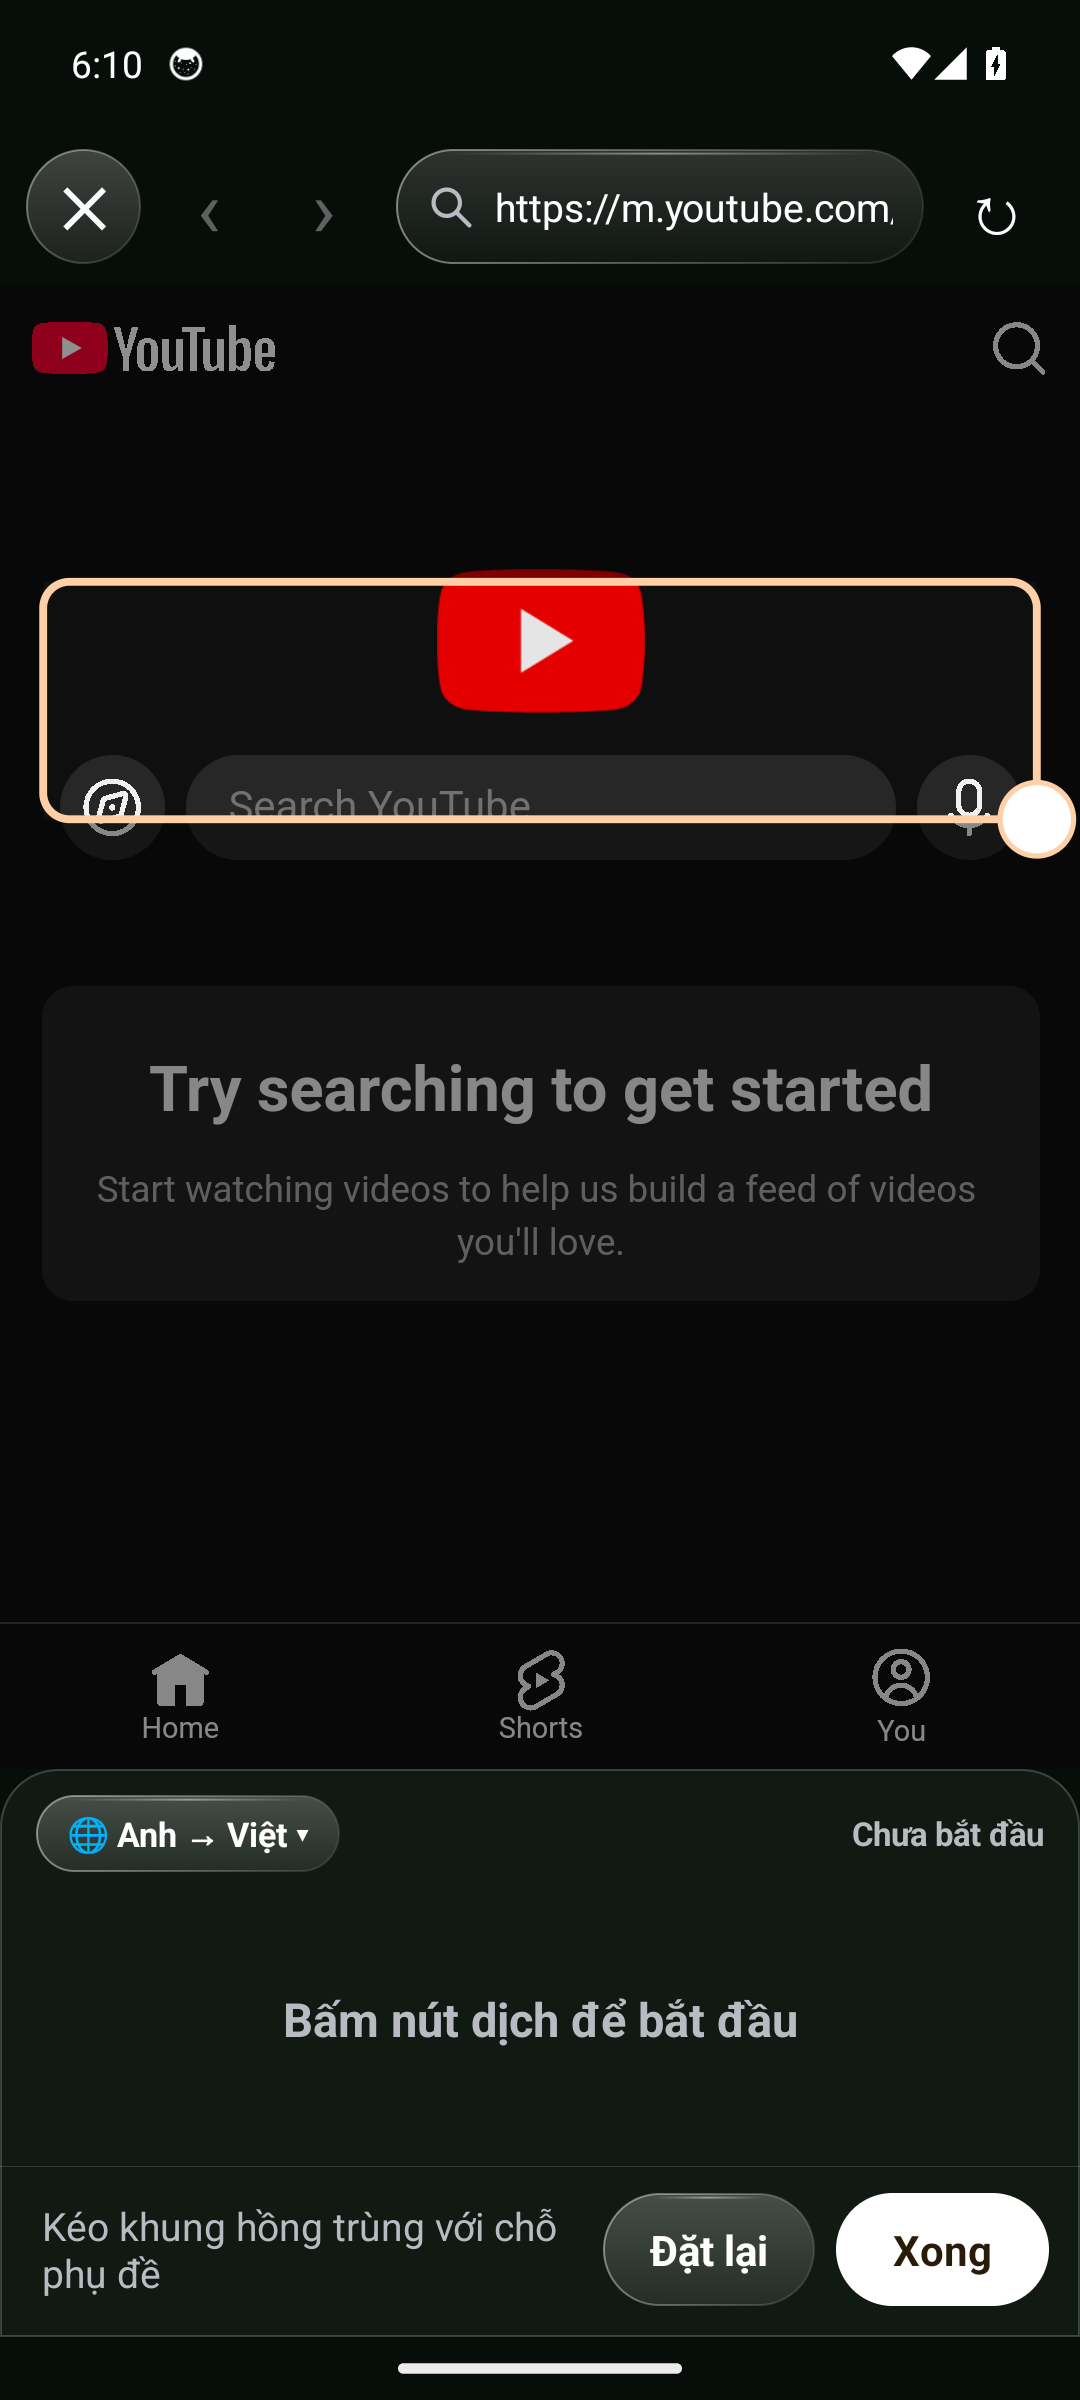 6:10
https://m.youtube.com/
YouTube
Search YouTube
Try searching to get started
Start watching videos to help us build a feed of videos
you'll love.
Home
Shorts
You
Anh → Việt ▾
Chưa bắt đầu
Bấm nút dịch để bắt đầu
Kéo khung hồng trùng với chỗ
phụ đề
Đặt lại
Xong